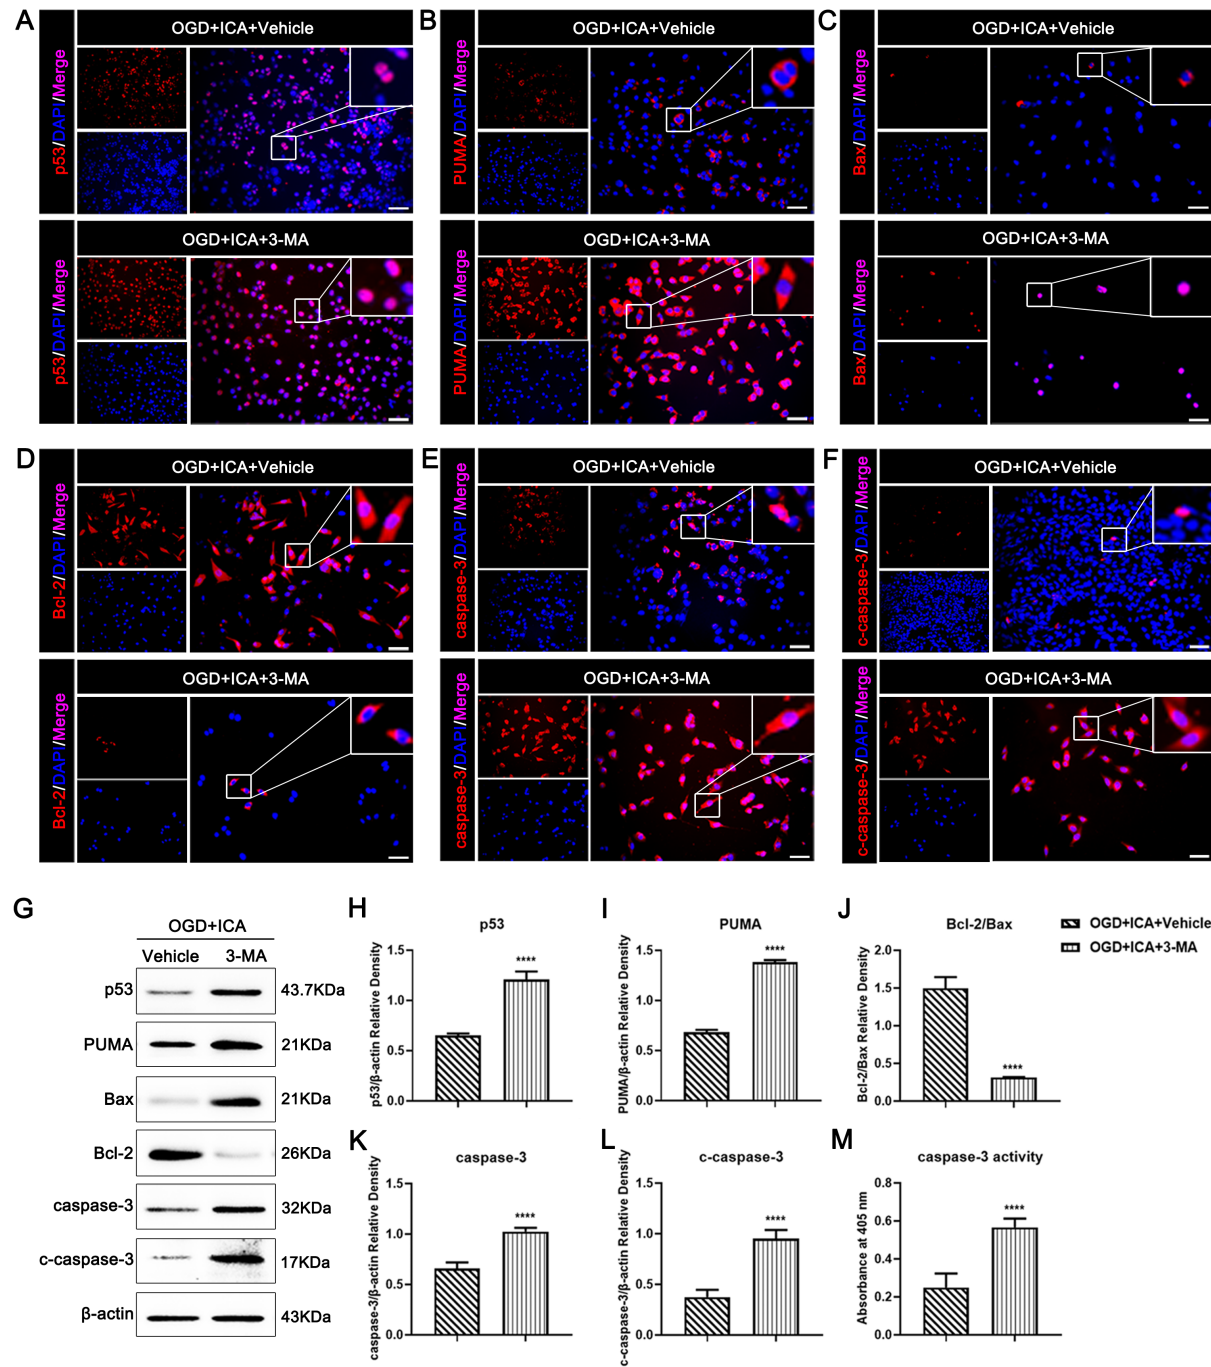 A
OGD+ICA+Vehicle
p53/DAPI/Merge
OGD+ICA+3-MA
p53/DAPI/Merge
B
OGD+ICA+Vehicle
PUMA/DAPI/Merge
OGD+ICA+3-MA
PUMA/DAPI/Merge
C
OGD+ICA+Vehicle
Bax/DAPI/Merge
OGD+ICA+3-MA
Bax/DAPI/Merge
D
OGD+ICA+Vehicle
Bcl-2/DAPI/Merge
OGD+ICA+3-MA
Bcl-2/DAPI/Merge
E
OGD+ICA+Vehicle
caspase-3/DAPI/Merge
OGD+ICA+3-MA
caspase-3/DAPI/Merge
F
OGD+ICA+Vehicle
c-caspase-3/DAPI/Merge
OGD+ICA+3-MA
c-caspase-3/DAPI/Merge
G
OGD+ICA
Vehicle 3-MA
p53 43.7KDa
PUMA 21KDa
Bax 21KDa
Bcl-2 26KDa
caspase-3 32KDa
c-caspase-3 17KDa
β-actin 43KDa
H
p53
p53/β-actin Relative Density
1.5
1.0
0.5
0.0
****
I
PUMA
PUMA/β-actin Relative Density
1.5
1.0
0.5
0.0
****
J
Bcl-2/Bax
Bcl-2/Bax Relative Density
2.0
1.5
1.0
0.5
0.0
****
OGD+ICA+Vehicle
OGD+ICA+3-MA
K
caspase-3
caspase-3/β-actin Relative Density
1.5
1.0
0.5
0.0
****
L
c-caspase-3
c-caspase-3/β-actin Relative Density
1.5
1.0
0.5
0.0
****
M
caspase-3 activity
Absorbance at 405 nm
0.8
0.6
0.4
0.2
0.0
****